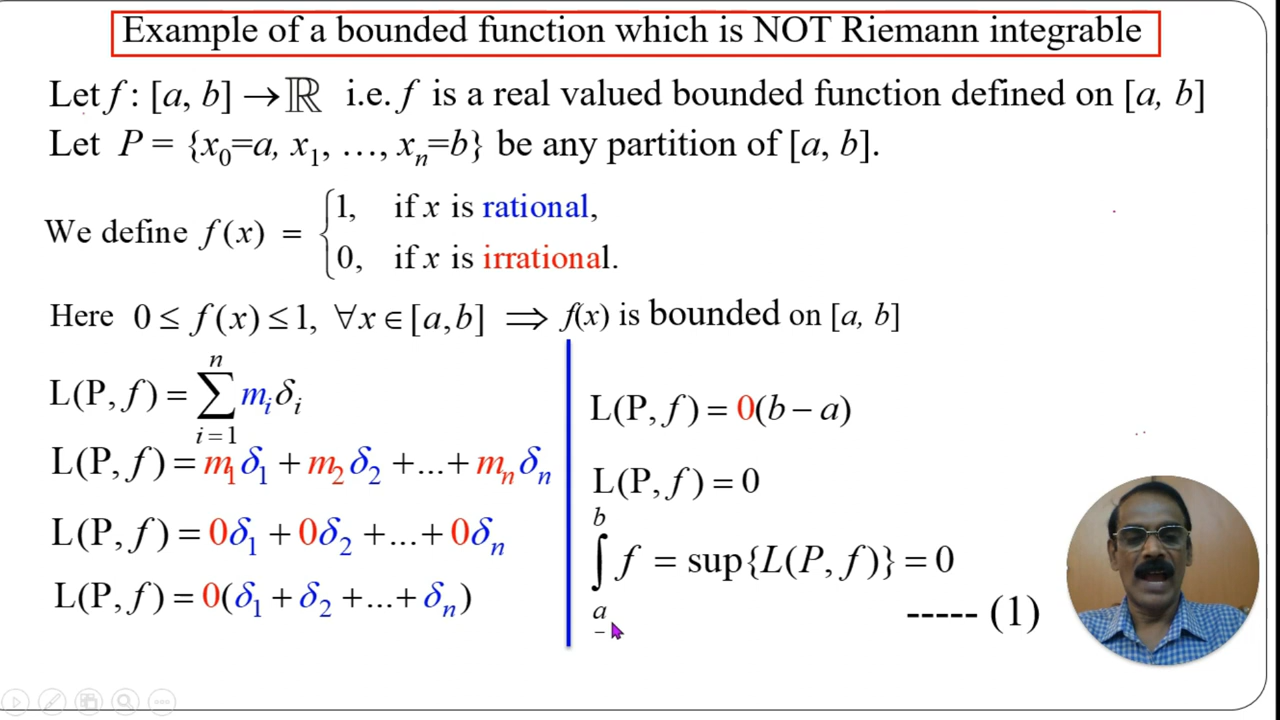 Example of a bounded function which is NOT Riemann integrable
Let f : [a, b] → ℝ i.e. f is a real valued bounded function defined on [a, b]
Let P = {x₀=a, x₁, …, xₙ=b} be any partition of [a, b].
We define f(x) = { 1, if x is rational,
0, if x is irrational.
Here 0 ≤ f(x) ≤ 1, ∀x ∈ [a,b] ⟹ f(x) is bounded on [a, b]
L(P, f) = ∑ᵢ₌₁ⁿ mᵢδᵢ
L(P, f) = m₁δ₁ + m₂δ₂ +...+ mₙδₙ
L(P, f) = 0δ₁ + 0δ₂ +...+ 0δₙ
L(P, f) = 0(δ₁ + δ₂ +...+ δₙ)
L(P, f) = 0(b − a)
L(P, f) = 0
b
∫ f = sup{L(P, f)} = 0
a
----- (1)